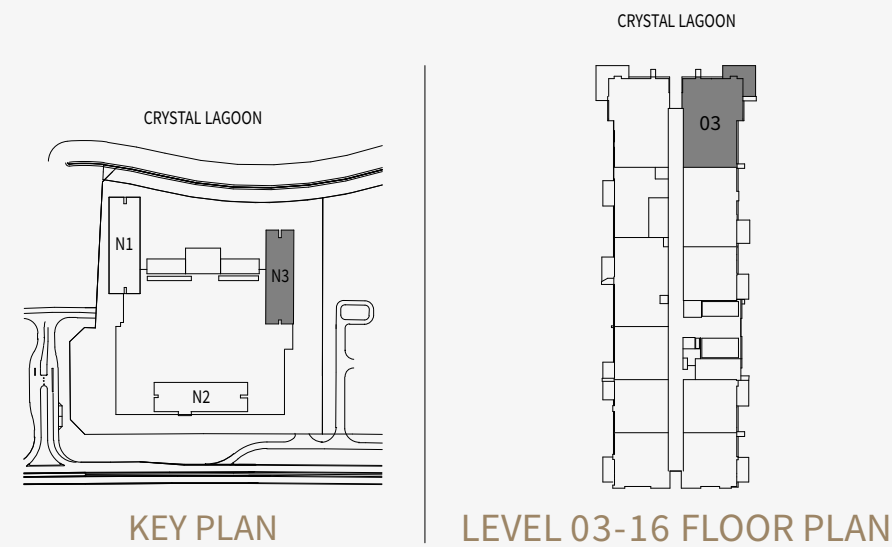 CRYSTAL LAGOON
N1
N3
N2
KEY PLAN
CRYSTAL LAGOON
03
LEVEL 03-16 FLOOR PLAN